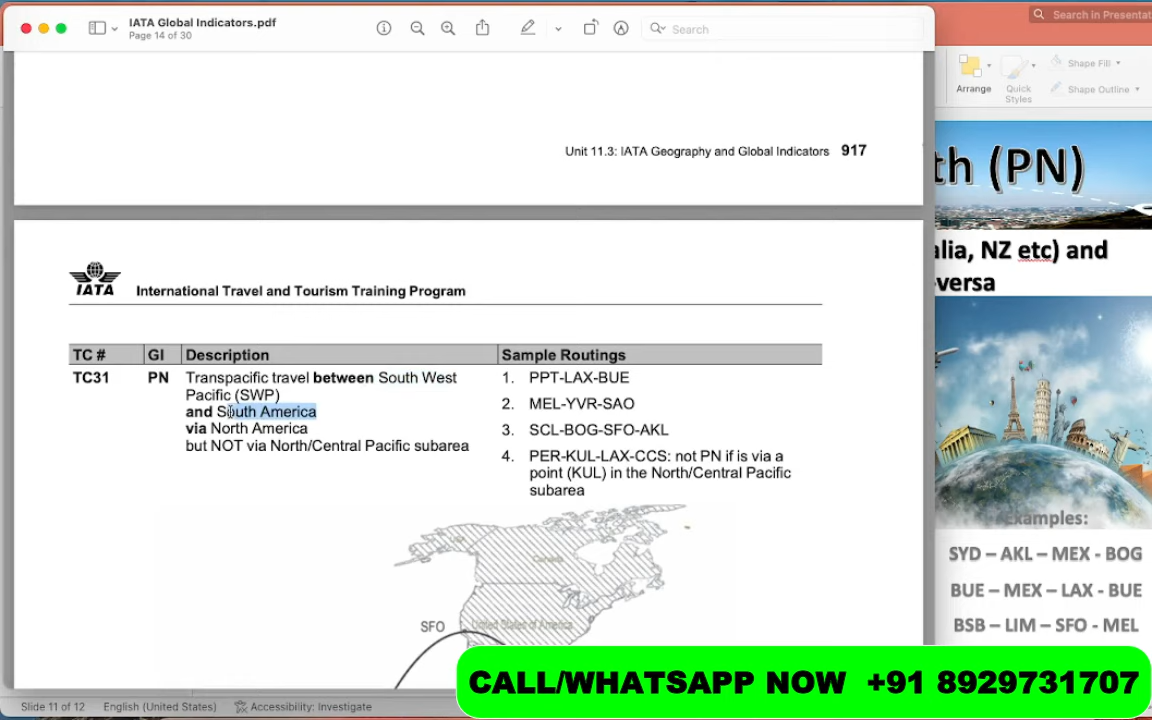 IATA Global Indicators.pdf
Page 14 of 30
Search
Search in Presentat
Arrange
Quick
Styles
Shape Fill
Shape Outline
Unit 11.3: IATA Geography and Global Indicators 917
th (PN)
alia, NZ etc) and
-versa
IATA
International Travel and Tourism Training Program
TC # GI Description Sample Routings
TC31 PN Transpacific travel between South West
Pacific (SWP)
and South America
via North America
but NOT via North/Central Pacific subarea
1. PPT-LAX-BUE
2. MEL-YVR-SAO
3. SCL-BOG-SFO-AKL
4. PER-KUL-LAX-CCS: not PN if is via a
point (KUL) in the North/Central Pacific
subarea
Canada
SFO
United States of America
Examples:
SYD – AKL – MEX - BOG
BUE – MEX – LAX - BUE
BSB – LIM – SFO - MEL
CALL/WHATSAPP NOW +91 8929731707
Slide 11 of 12
English (United States)
Accessibility: Investigate